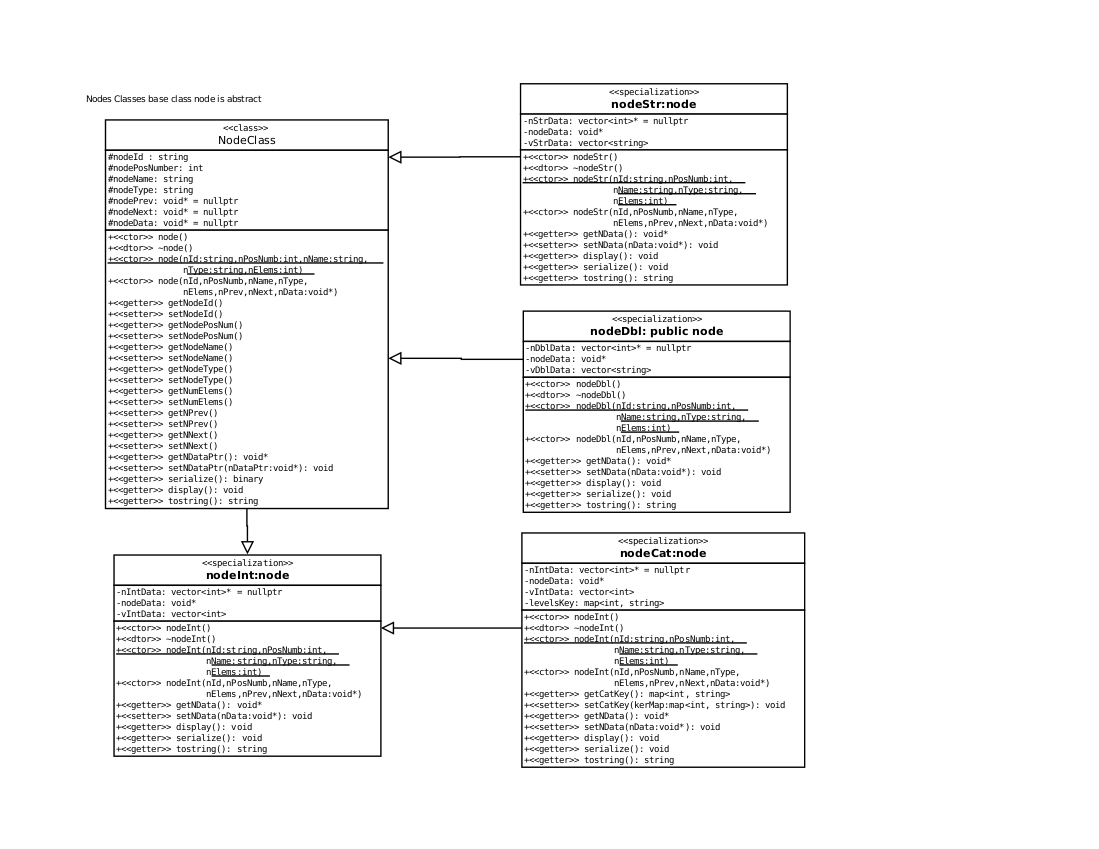 Nodes Classes base class node is abstract
<<class>>
NodeClass
#nodeId : string
#nodePosNumber: int
#nodeName: string
#nodeType: string
#nodePrev: void* = nullptr
#nodeNext: void* = nullptr
#nodeData: void* = nullptr
+<<ctor>> node()
+<<dtor>> ~node()
+<<ctor>> node(nId:string,nPosNumb:int,nName:string,
nType:string,nElems:int)
+<<ctor>> node(nId,nPosNumb,nName,nType,
nElems,nPrev,nNext,nData:void*)
+<<getter>> getNodeId()
+<<setter>> setNodeId()
+<<getter>> getNodePosNum()
+<<setter>> setNodePosNum()
+<<getter>> getNodeName()
+<<setter>> setNodeName()
+<<getter>> getNodeType()
+<<setter>> setNodeType()
+<<getter>> getNumElems()
+<<setter>> setNumElems()
+<<setter>> getNPrev()
+<<getter>> setNPrev()
+<<getter>> getNNext()
+<<setter>> setNNext()
+<<getter>> getNDataPtr(): void*
+<<setter>> setNDataPtr(nDataPtr:void*): void
+<<getter>> serialize(): binary
+<<getter>> display(): void
+<<getter>> tostring(): string
<<specialization>>
nodeInt:node
-nIntData: vector<int>* = nullptr
-nodeData: void*
-vIntData: vector<int>
+<<ctor>> nodeInt()
+<<dtor>> ~nodeInt()
+<<ctor>> nodeInt(nId:string,nPosNumb:int,
nName:string,nType:string,
nElems:int)
+<<ctor>> nodeInt(nId,nPosNumb,nName,nType,
nElems,nPrev,nNext,nData:void*)
+<<getter>> getNData(): void*
+<<setter>> setNData(nData:void*): void
+<<getter>> display(): void
+<<getter>> serialize(): void
+<<getter>> tostring(): string
<<specialization>>
nodeStr:node
-nStrData: vector<int>* = nullptr
-nodeData: void*
-vStrData: vector<string>
+<<ctor>> nodeStr()
+<<dtor>> ~nodeStr()
+<<ctor>> nodeStr(nId:string,nPosNumb:int,
nName:string,nType:string,
nElems:int)
+<<ctor>> nodeStr(nId,nPosNumb,nName,nType,
nElems,nPrev,nNext,nData:void*)
+<<getter>> getNData(): void*
+<<setter>> setNData(nData:void*): void
+<<getter>> display(): void
+<<getter>> serialize(): void
+<<getter>> tostring(): string
<<specialization>>
nodeDbl: public node
-nDblData: vector<int>* = nullptr
-nodeData: void*
-vDblData: vector<string>
+<<ctor>> nodeDbl()
+<<dtor>> ~nodeDbl()
+<<ctor>> nodeDbl(nId:string,nPosNumb:int,
nName:string,nType:string,
nElems:int)
+<<ctor>> nodeDbl(nId,nPosNumb,nName,nType,
nElems,nPrev,nNext,nData:void*)
+<<getter>> getNData(): void*
+<<setter>> setNData(nData:void*): void
+<<getter>> display(): void
+<<getter>> serialize(): void
+<<getter>> tostring(): string
<<specialization>>
nodeCat:node
-nIntData: vector<int>* = nullptr
-nodeData: void*
-vIntData: vector<int>
-levelsKey: map<int, string>
+<<ctor>> nodeInt()
+<<dtor>> ~nodeInt()
+<<ctor>> nodeInt(nId:string,nPosNumb:int,
nName:string,nType:string,
nElems:int)
+<<ctor>> nodeInt(nId,nPosNumb,nName,nType,
nElems,nPrev,nNext,nData:void*)
+<<getter>> getCatKey(): map<int, string>
+<<setter>> setCatKey(kerMap:map<int, string>): void
+<<getter>> getNData(): void*
+<<setter>> setNData(nData:void*): void
+<<getter>> display(): void
+<<getter>> serialize(): void
+<<getter>> tostring(): string